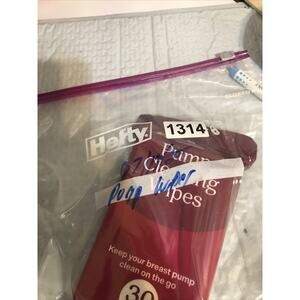 Hefty
1314
Pump
Cleaning
Wipes
Pump wipes
Keep your breast pump
clean on the go
30